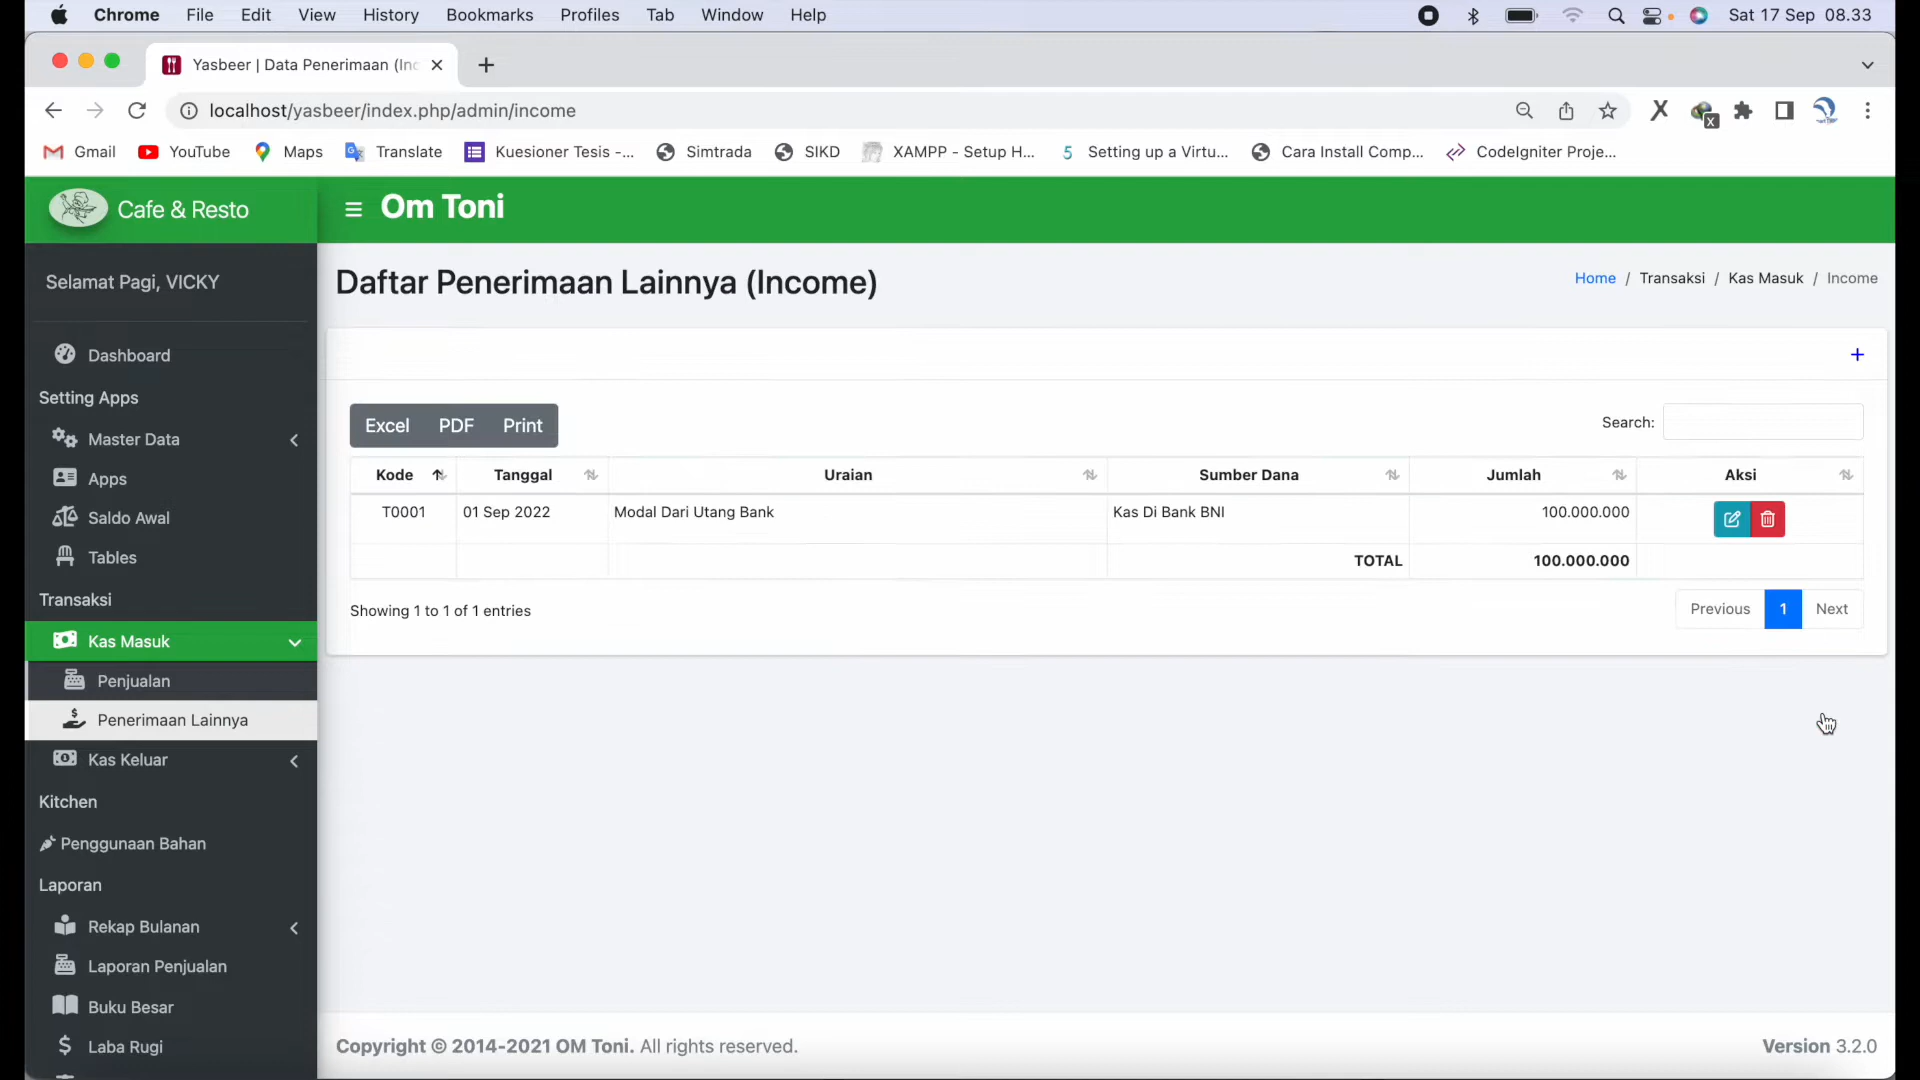 Chrome File Edit View History Bookmarks Profiles Tab Window Help Sat 17 Sep 08.33
Yasbeer | Data Penerimaan (Inc
localhost/yasbeer/index.php/admin/income
Gmail YouTube Maps Translate Kuesioner Tesis -... Simtrada SIKD XAMPP - Setup H... 5 Setting up a Virtu... Cara Install Comp... CodeIgniter Proje...
Cafe & Resto
Om Toni
Selamat Pagi, VICKY
Dashboard
Setting Apps
Master Data
Apps
Saldo Awal
Tables
Transaksi
Kas Masuk
Penjualan
Penerimaan Lainnya
Kas Keluar
Kitchen
Penggunaan Bahan
Laporan
Rekap Bulanan
Laporan Penjualan
Buku Besar
Laba Rugi
Daftar Penerimaan Lainnya (Income)
Home / Transaksi / Kas Masuk / Income
+
Excel PDF Print
Search:
Kode Tanggal Uraian Sumber Dana Jumlah Aksi
T0001 01 Sep 2022 Modal Dari Utang Bank Kas Di Bank BNI 100.000.000
TOTAL 100.000.000
Showing 1 to 1 of 1 entries
Previous 1 Next
Copyright © 2014-2021 OM Toni. All rights reserved.
Version 3.2.0